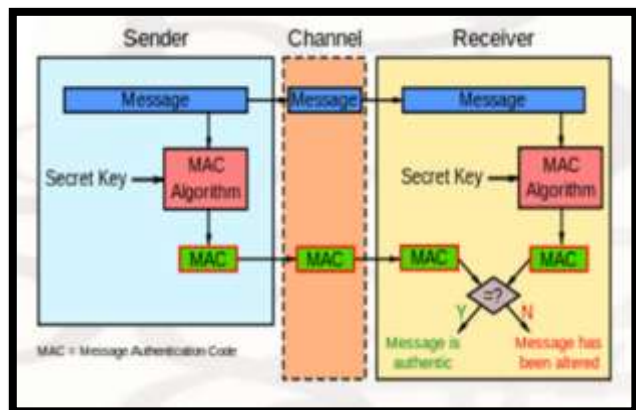 Sender
Channel
Receiver
Message
Message
Message
Secret Key
MAC
Algorithm
Secret Key
MAC
Algorithm
MAC
MAC
MAC
MAC
=?
Y
N
MAC = Message Authentication Code
Message is
authentic
Message has
been altered